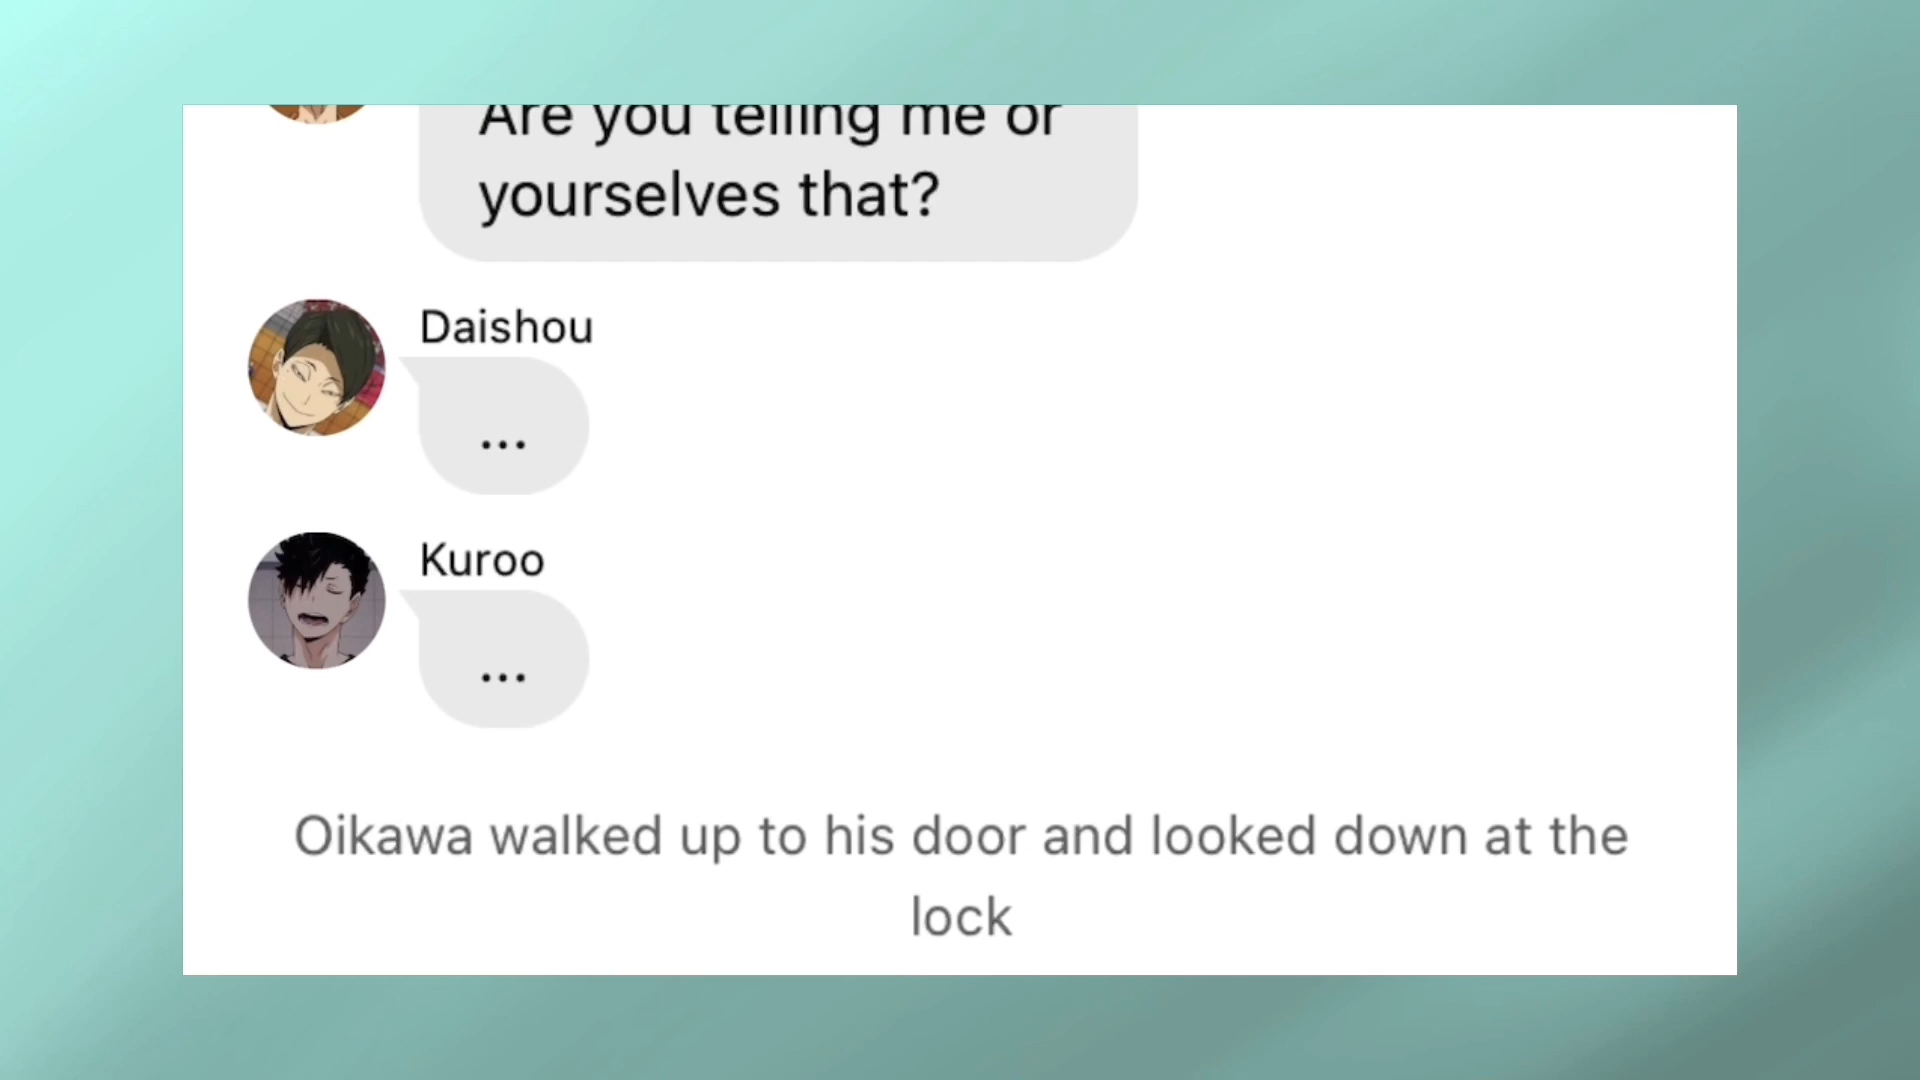 Are you telling me or
yourselves that?
Daishou
...
Kuroo
...
Oikawa walked up to his door and looked down at the
lock